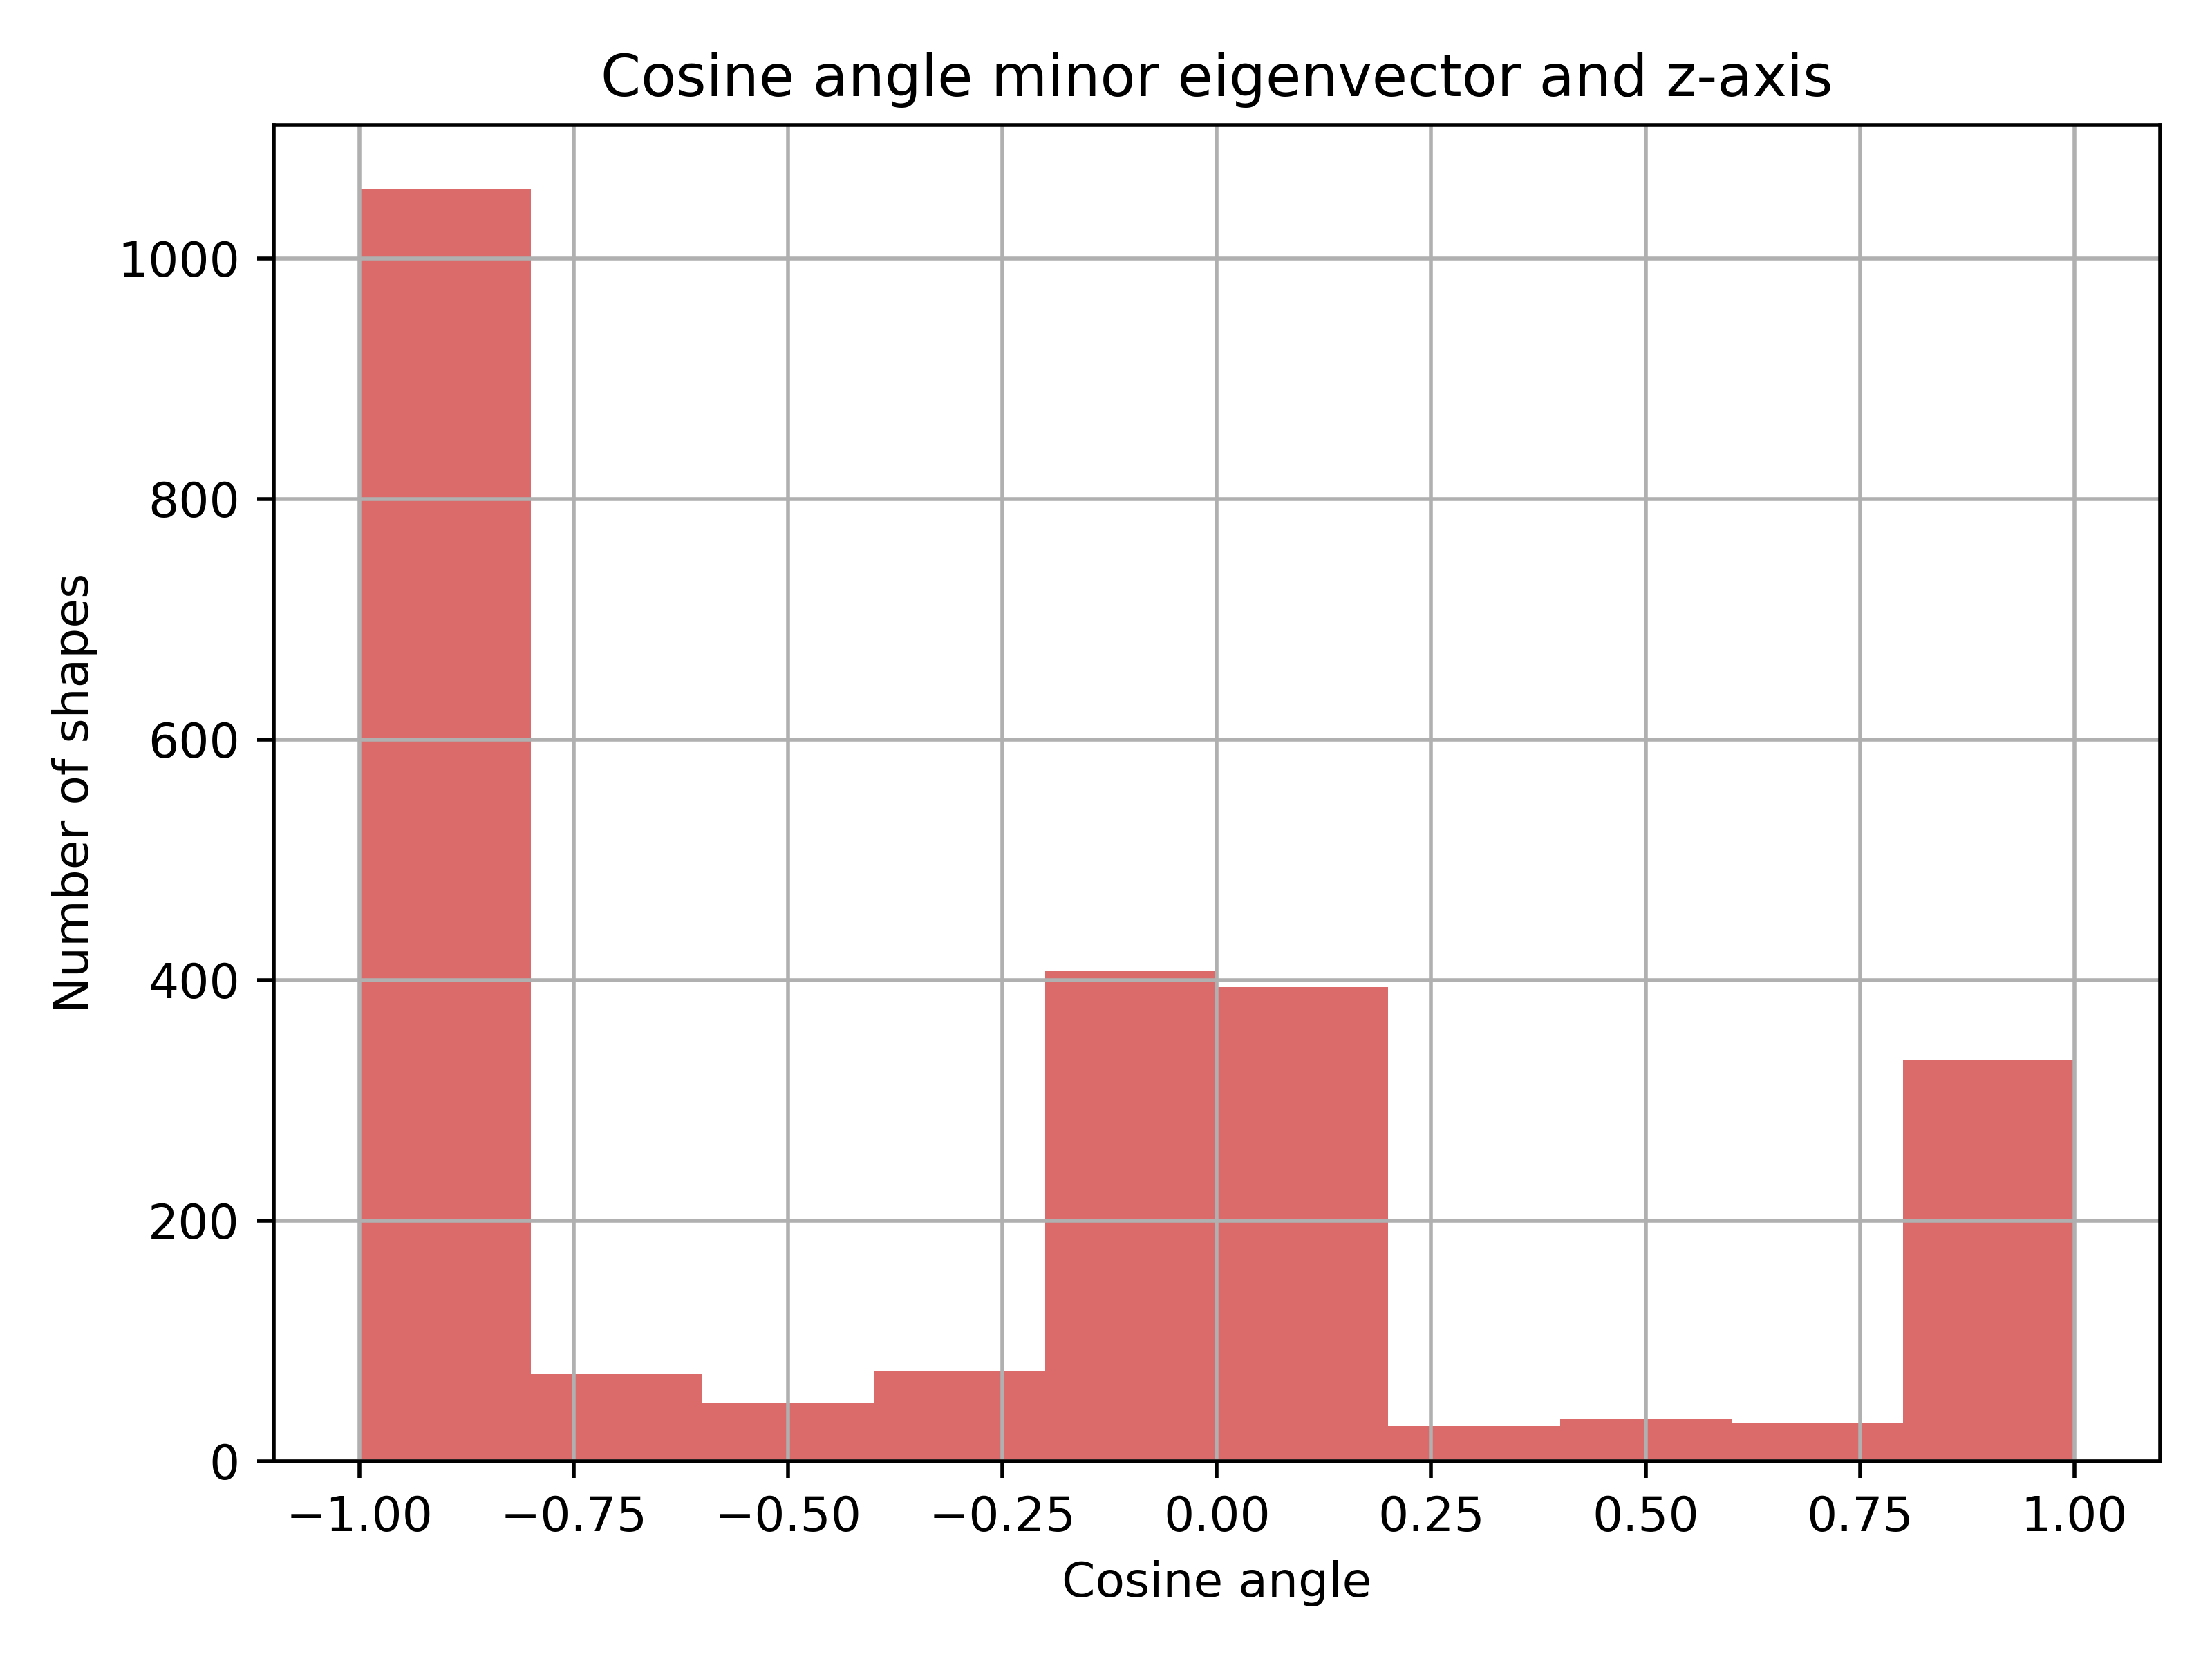 Cosine angle minor eigenvector and z-axis
Number of shapes
1000
800
600
400
200
0
−1.00 −0.75 −0.50 −0.25 0.00 0.25 0.50 0.75 1.00
Cosine angle